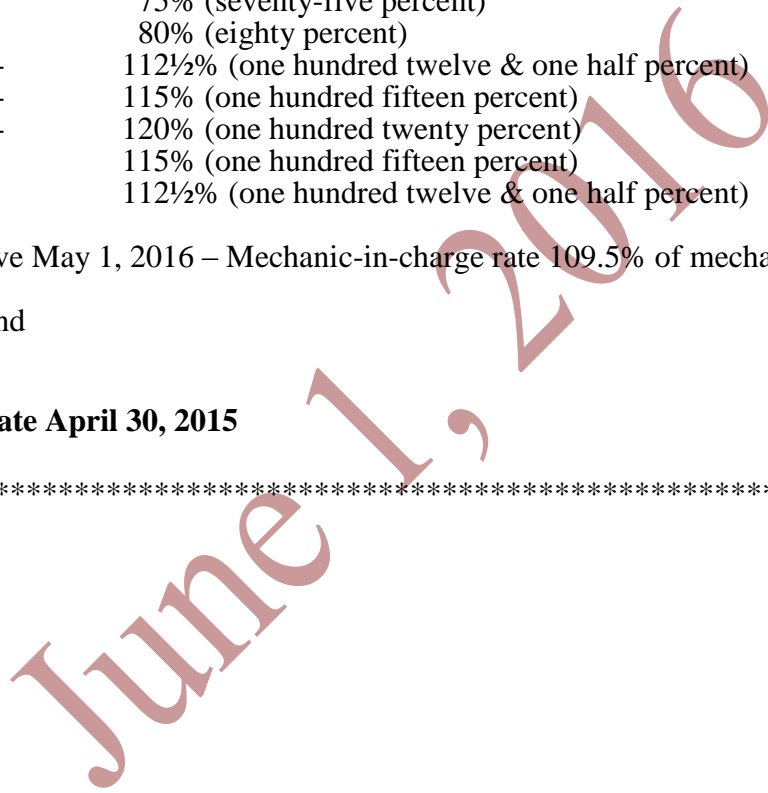 75% (seventy-five percent)
80% (eighty percent)
- 112½% (one hundred twelve & one half percent)
- 115% (one hundred fifteen percent)
- 120% (one hundred twenty percent)
115% (one hundred fifteen percent)
112½% (one hundred twelve & one half percent)
ve May 1, 2016 – Mechanic-in-charge rate 109.5% of mecha
nd
ate April 30, 2015
************************************************
June 1, 2016